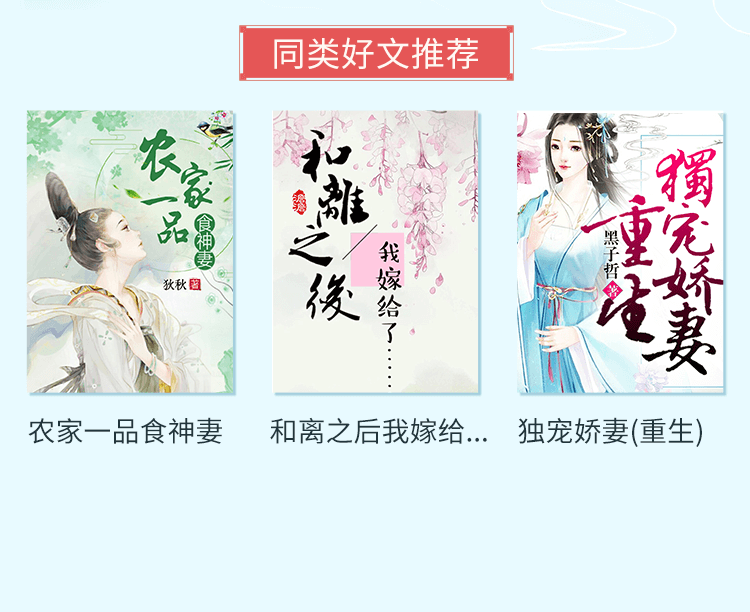 同类好文推荐
农家
一品
食神妻
狄秋 著
和離之後
我嫁给了......
獨宠娇妻
重生
黑子哲 著
农家一品食神妻
和离之后我嫁给...
独宠娇妻(重生)